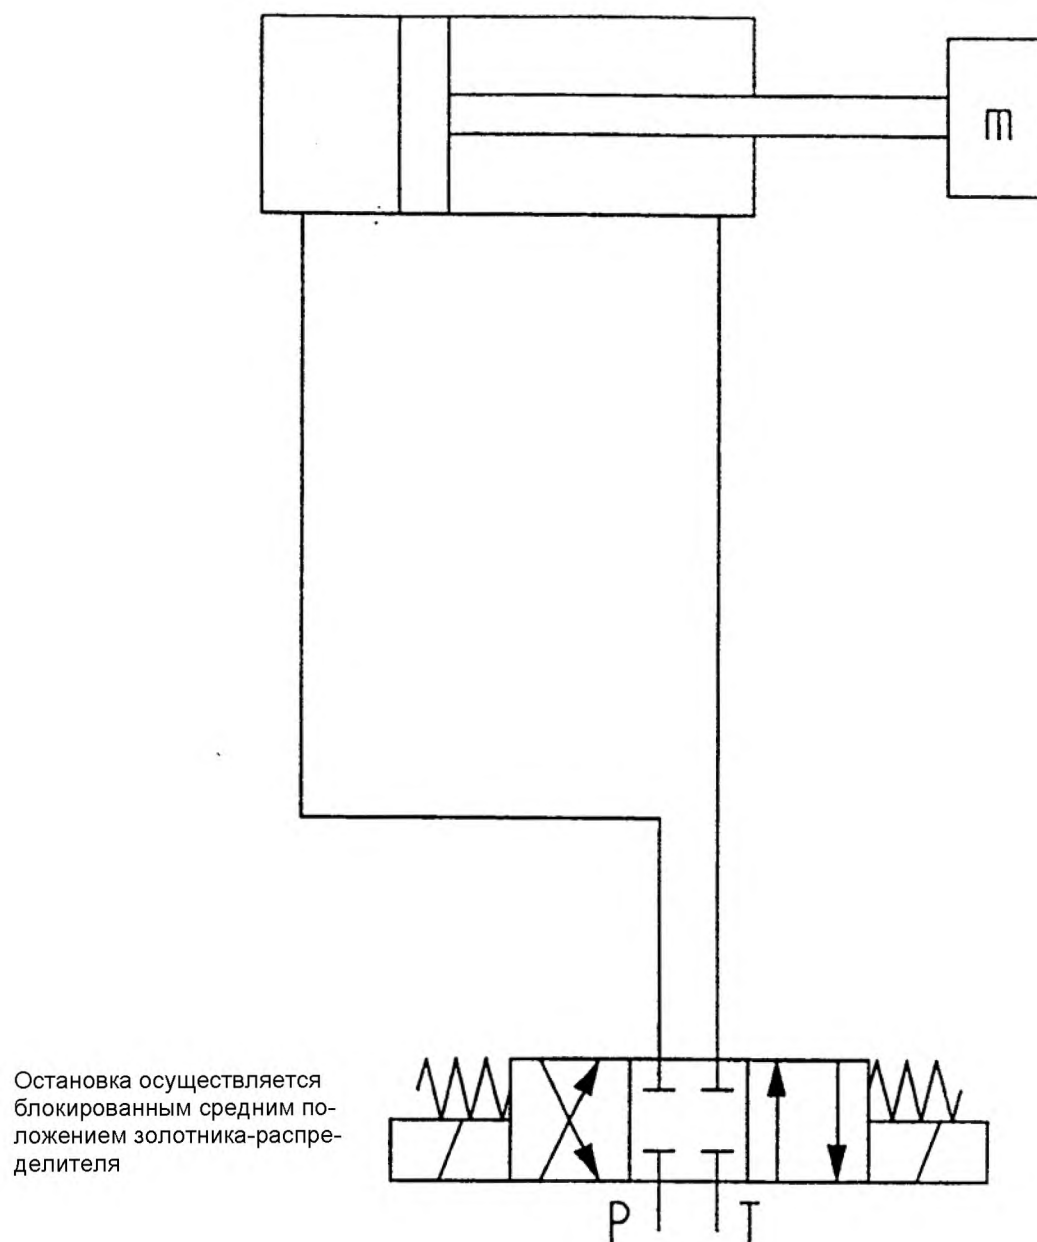 m
Остановка осуществляется
блокированным средним по-
ложением золотника-распре-
делителя
P T